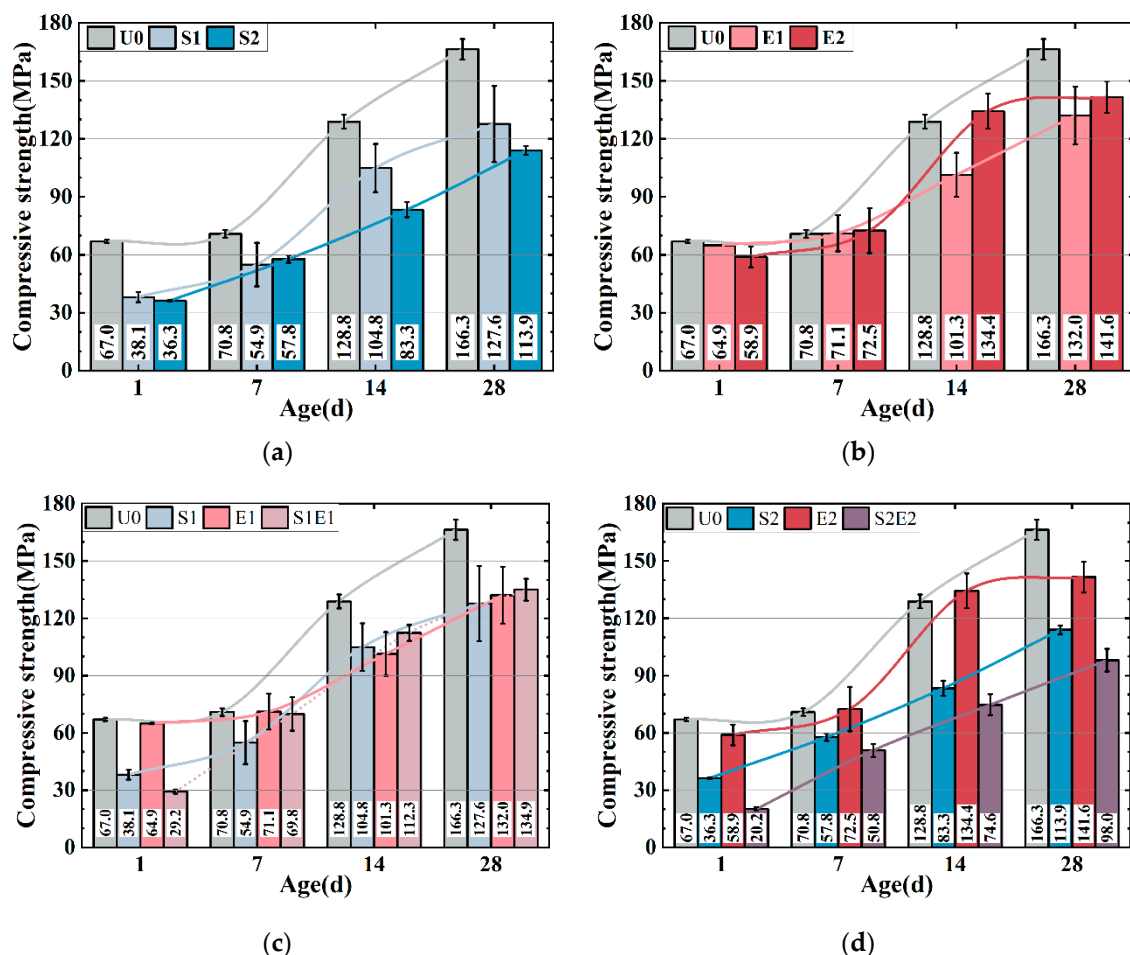 180
150
120
90
60
30
0
Compressive strength(MPa)
U0 S1 S2
67.0 38.1 36.3 70.8 54.9 57.8 128.8 104.8 83.3 166.3 127.6 113.9
1 7 14 28
Age(d)
(a)
180
150
120
90
60
30
0
Compressive strength(MPa)
U0 E1 E2
67.0 64.9 58.9 70.8 71.1 72.5 128.8 101.3 134.4 166.3 132.0 141.6
1 7 14 28
Age(d)
(b)
180
150
120
90
60
30
0
Compressive strength(MPa)
U0 S1 E1 S1E1
67.0 38.1 64.9 29.2 70.8 54.9 71.1 69.8 128.8 104.8 101.3 112.3 166.3 127.6 132.0 134.9
1 7 14 28
Age(d)
(c)
180
150
120
90
60
30
0
Compressive strength(MPa)
U0 S2 E2 S2E2
67.0 36.3 58.9 20.2 70.8 57.8 72.5 50.8 128.8 83.3 134.4 74.6 166.3 113.9 141.6 98.0
1 7 14 28
Age(d)
(d)